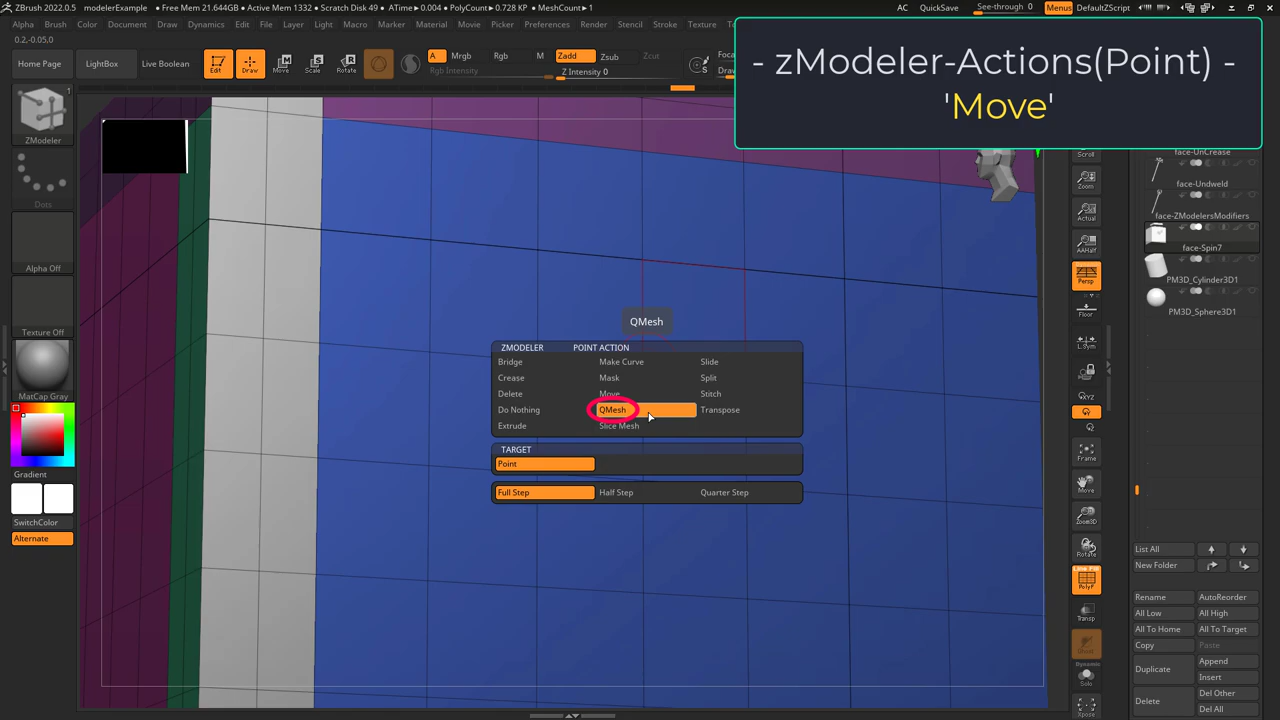 ZBrush 2022.0.5 modelerExample • Free Mem 21.644GB • Active Mem 1332 • Scratch Disk 49 • ATime▸0.004 • PolyCount▸0.728 KP • MeshCount▸1
AC QuickSave See-through 0 Menus DefaultZScript
Alpha Brush Color Document Draw Dynamics Edit File Layer Light Macro Marker Material Movie Picker Preferences Render Stencil Stroke Texture
0.2,-0.05,0
- zModeler-Actions(Point) -
'Move'
Home Page LightBox Live Boolean Edit Draw Move Scale Rotate
A Mrgb Rgb M Zadd Zsub Zcut
Rgb Intensity Z Intensity 0
1
ZModeler
Dots
Alpha Off
Texture Off
MatCap Gray
Gradient
SwitchColor
Alternate
QMesh
ZMODELER POINT ACTION
Bridge Make Curve Slide
Crease Mask Split
Delete Move Stitch
Do Nothing QMesh Transpose
Extrude Slice Mesh
TARGET
Point
Full Step Half Step Quarter Step
Scroll
Zoom
Actual
AAHalf
Persp
Floor
L.Sym
XYZ
Frame
Move
Zoom3D
Rotate
Line Fill
PolyF
Transp
Ghost
Dynamic
Solo
Xpose
face-UnCrease
face-Undweld
face-ZModelersModifiers
face-Spin7
PM3D_Cylinder3D1
PM3D_Sphere3D1
List All
New Folder
Rename AutoReorder
All Low All High
All To Home All To Target
Copy Paste
Duplicate Append
Insert
Delete Del Other
Del All